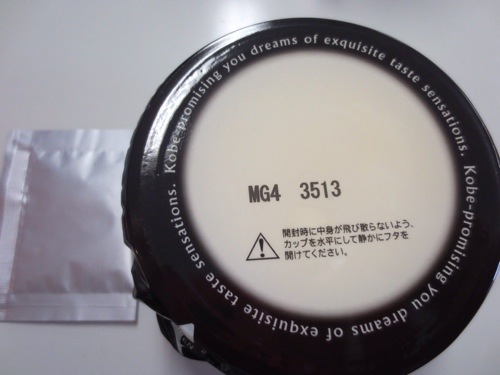 Kobe-promising you dreams of exquisite taste sensations. Kobe-promising you dreams of exquisite taste sensations.
MG4 3513
開封時に中身が飛び散らないよう、
カップを水平にして静かにフタを
開けてください。